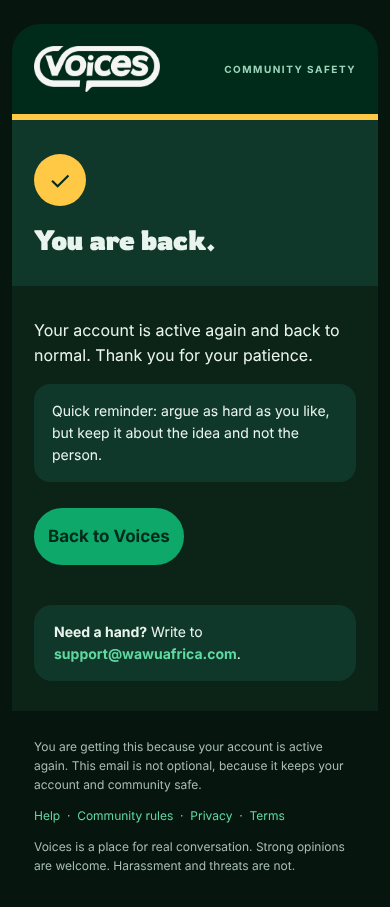 Voices
COMMUNITY SAFETY
You are back.
Your account is active again and back to
normal. Thank you for your patience.
Quick reminder: argue as hard as you like,
but keep it about the idea and not the
person.
Back to Voices
Need a hand? Write to
support@wawuafrica.com.
You are getting this because your account is active
again. This email is not optional, because it keeps your
account and community safe.
Help · Community rules · Privacy · Terms
Voices is a place for real conversation. Strong opinions
are welcome. Harassment and threats are not.